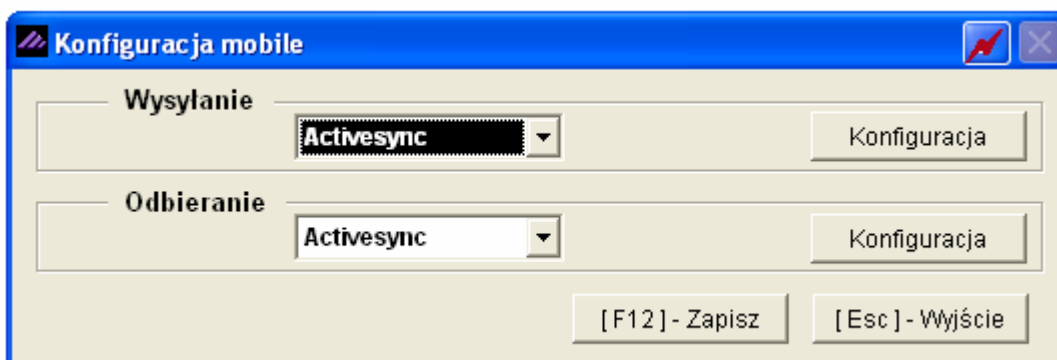 Konfiguracja mobile
Wysyłanie
Activesync
Konfiguracja
Odbieranie
Activesync
Konfiguracja
[ F12 ] - Zapisz
[ Esc ] - Wyjście